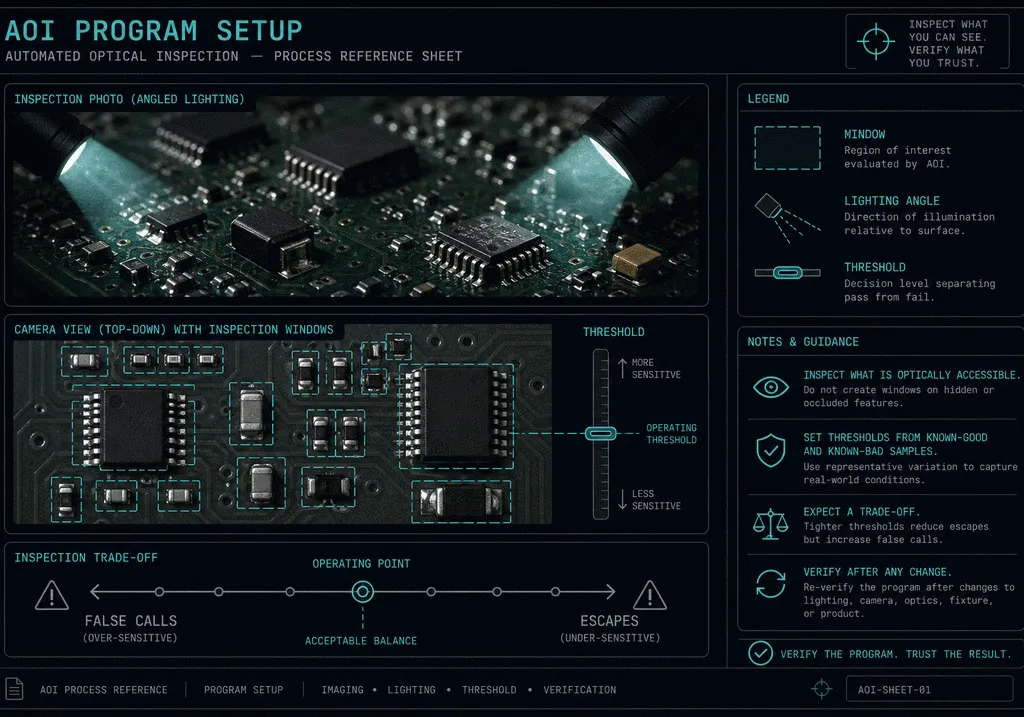 AOI PROGRAM SETUP
AUTOMATED OPTICAL INSPECTION — PROCESS REFERENCE SHEET
INSPECT WHAT
YOU CAN SEE.
VERIFY WHAT
YOU TRUST.
INSPECTION PHOTO (ANGLED LIGHTING)
CAMERA VIEW (TOP-DOWN) WITH INSPECTION WINDOWS
THRESHOLD
↑ MORE
SENSITIVE
OPERATING
THRESHOLD
↓ LESS
SENSITIVE
INSPECTION TRADE-OFF
OPERATING POINT
FALSE CALLS
(OVER-SENSITIVE)
ACCEPTABLE BALANCE
ESCAPES
(UNDER-SENSITIVE)
LEGEND
MINDOW
Region of interest
evaluated by AOI.
LIGHTING ANGLE
Direction of illumination
relative to surface.
THRESHOLD
Decision level separating
pass from fail.
NOTES & GUIDANCE
INSPECT WHAT IS OPTICALLY ACCESSIBLE.
Do not create windows on hidden or
occluded features.
SET THRESHOLDS FROM KNOWN-GOOD
AND KNOWN-BAD SAMPLES.
Use representative variation to capture
real-world conditions.
EXPECT A TRADE-OFF.
Tighter thresholds reduce escapes
but increase false calls.
VERIFY AFTER ANY CHANGE.
Re-verify the program after changes to
lighting, camera, optics, fixture,
or product.
VERIFY THE PROGRAM. TRUST THE RESULT.
AOI PROCESS REFERENCE
PROGRAM SETUP
IMAGING • LIGHTING • THRESHOLD • VERIFICATION
AOI-SHEET-01